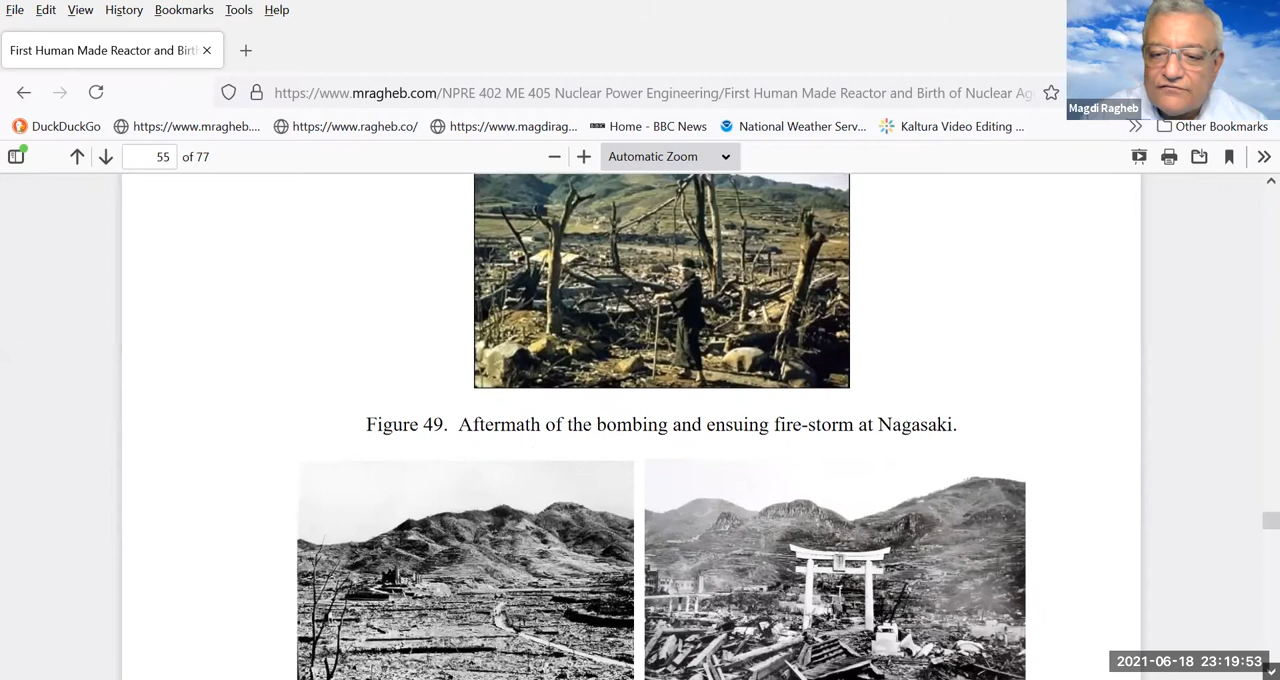 File Edit View History Bookmarks Tools Help
First Human Made Reactor and Birt
https://www.mragheb.com/NPRE 402 ME 405 Nuclear Power Engineering/First Human Made Reactor and Birth of Nuclear Ag
Magdi Ragheb
DuckDuckGo https://www.mragheb.... https://www.ragheb.co/ https://www.magdirag... BBC Home - BBC News National Weather Serv... Kaltura Video Editing ... Other Bookmarks
55 of 77 Automatic Zoom
Figure 49. Aftermath of the bombing and ensuing fire-storm at Nagasaki.
2021-06-18 23:19:53